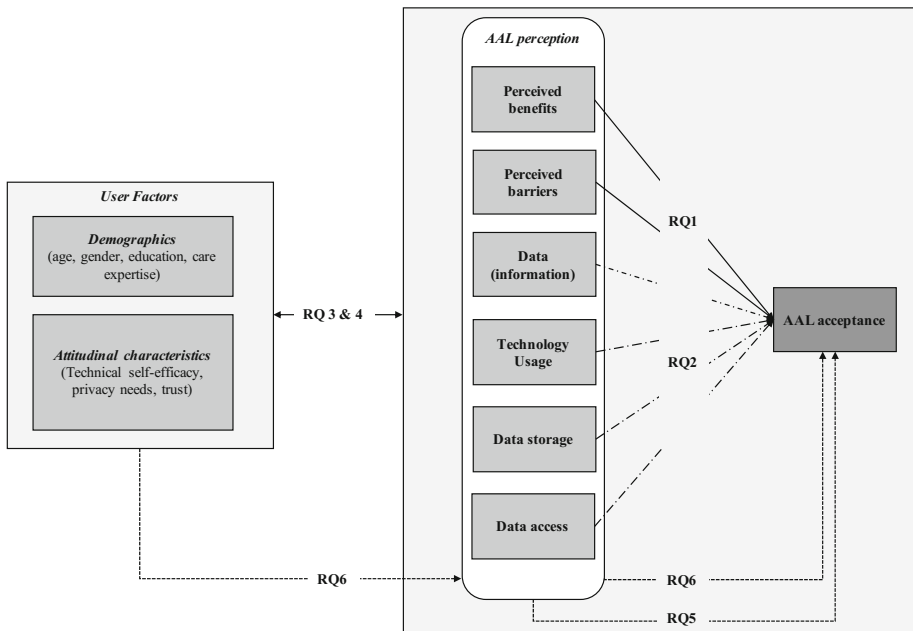 User Factors
Demographics
(age, gender, education, care
expertise)
Attitudinal characteristics
(Technical self-efficacy,
privacy needs, trust)
RQ 3 & 4
RQ6
AAL perception
Perceived
benefits
Perceived
barriers
Data
(information)
Technology
Usage
Data storage
Data access
RQ1
RQ2
AAL acceptance
RQ6
RQ5